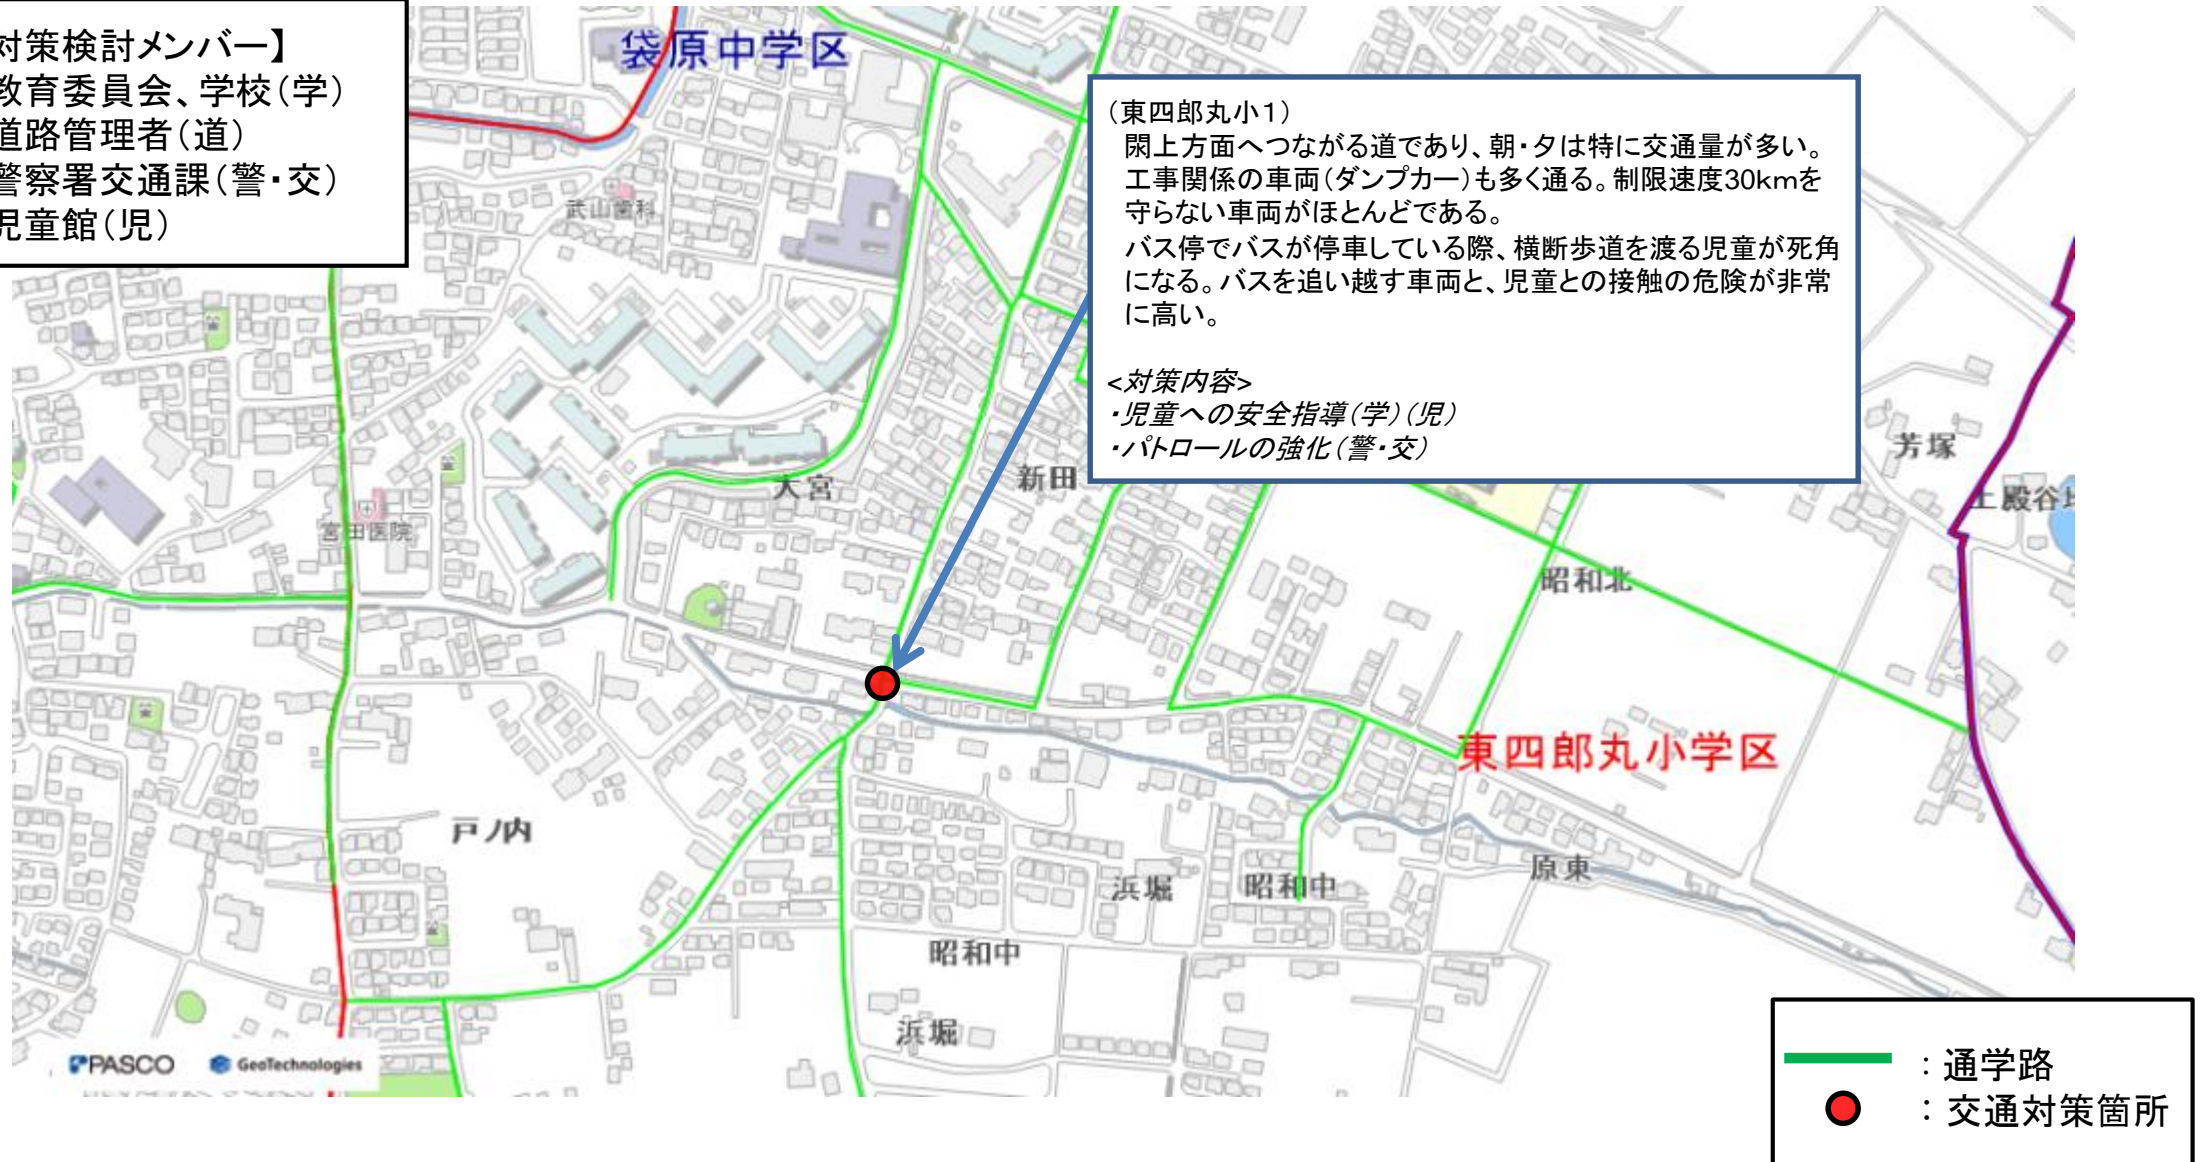 対策検討メンバー】
教育委員会、学校(学)
道路管理者(道)
警察署交通課(警・交)
児童館(児)
袋原中学区
(東四郎丸小1)
閖上方面へつながる道であり、朝・夕は特に交通量が多い。
工事関係の車両(ダンプカー)も多く通る。制限速度30kmを
守らない車両がほとんどである。
バス停でバスが停車している際、横断歩道を渡る児童が死角
になる。バスを追い越す車両と、児童との接触の危険が非常
に高い。
<対策内容>
・児童への安全指導(学)(児)
・パトロールの強化(警・交)
武山歯科
芳塚
大宮
新田
上殿谷地
宮田医院
昭和北
東四郎丸小学区
戸ノ内
浜堀
昭和中
原東
昭和中
浜堀
PASCO
GeoTechnologies
:通学路
:交通対策箇所